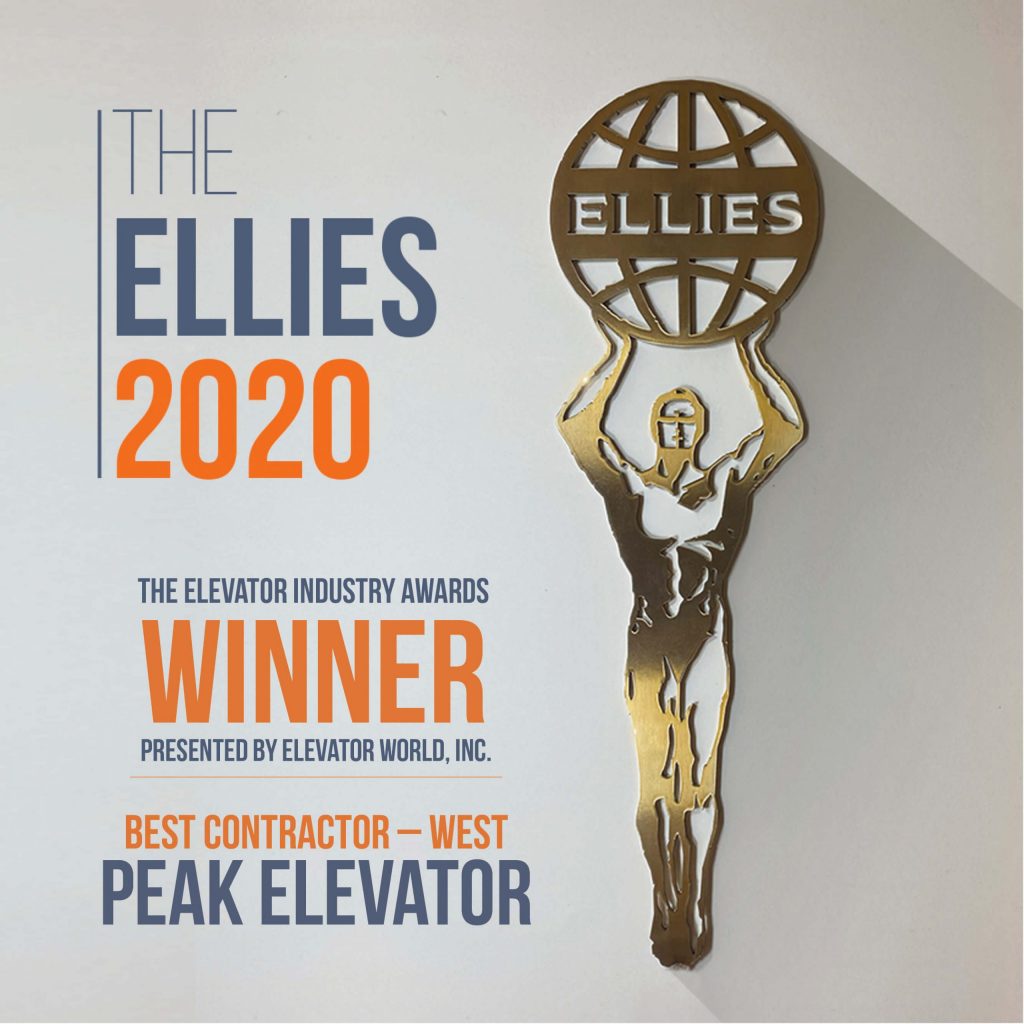 THE
ELLIES
2020
ELLIES
THE ELEVATOR INDUSTRY AWARDS
WINNER
PRESENTED BY ELEVATOR WORLD, INC.
BEST CONTRACTOR – WEST
PEAK ELEVATOR